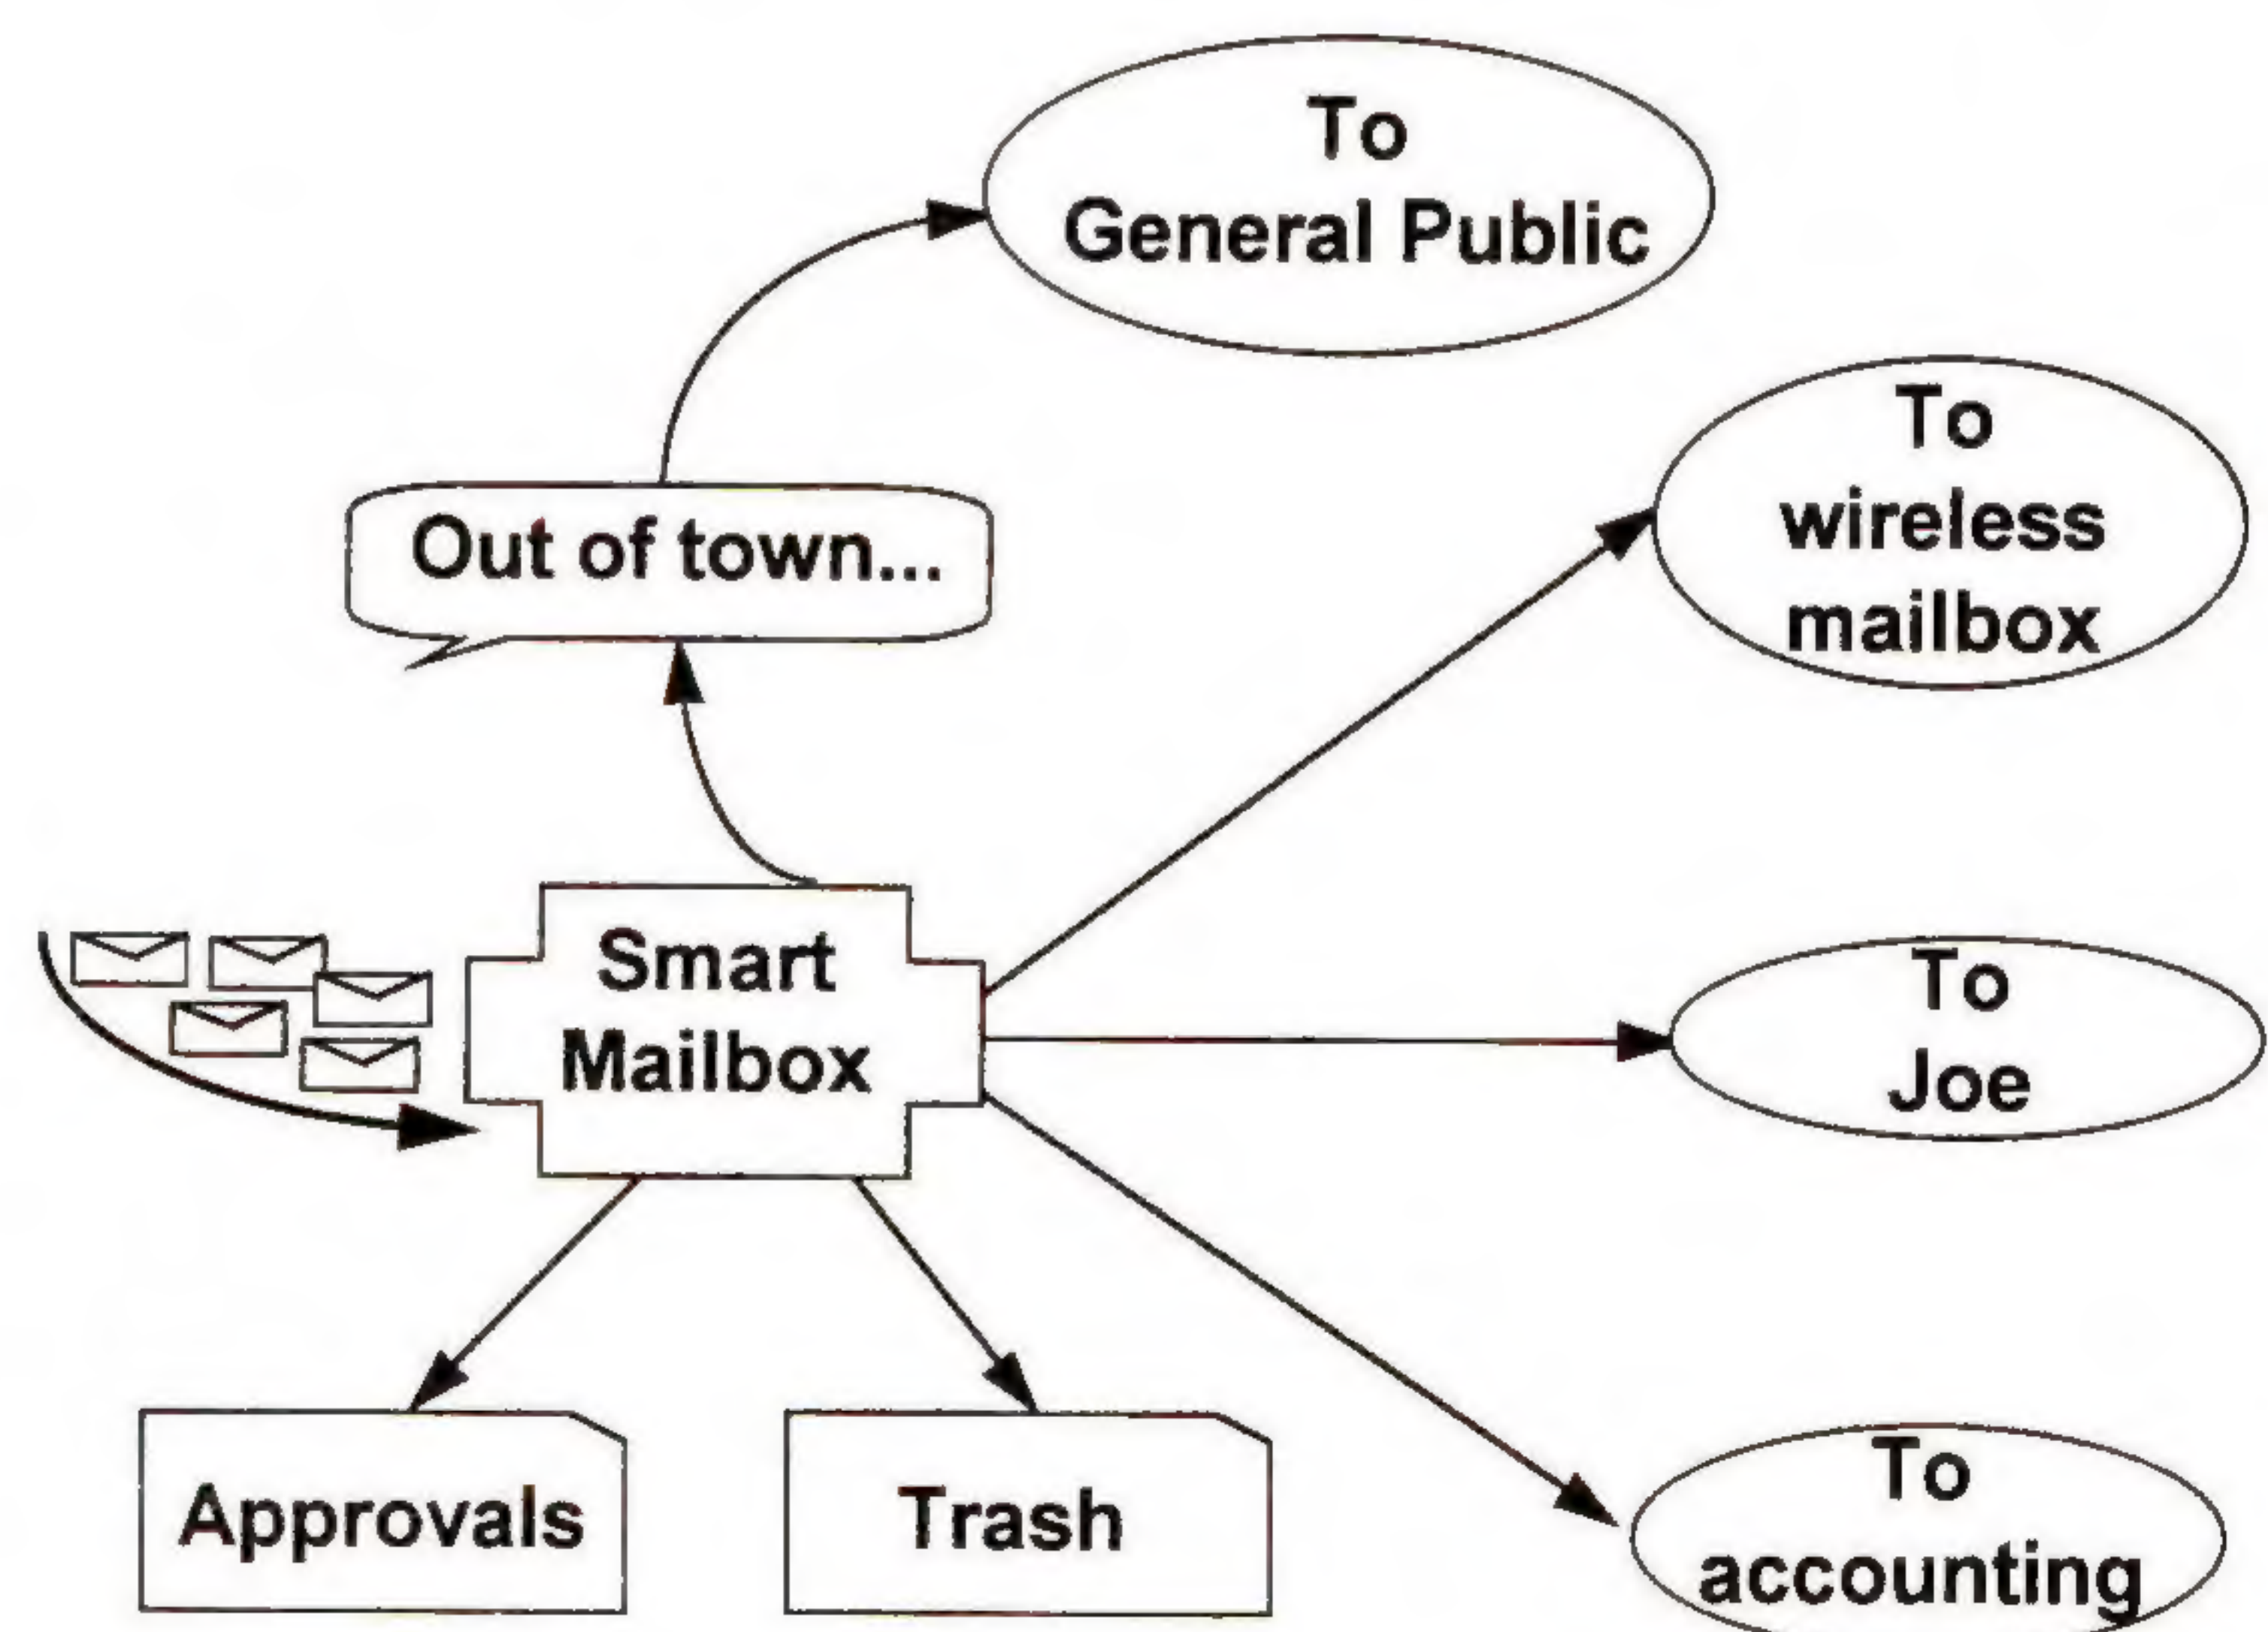 To
General Public
To
wireless
mailbox
Out of town...
Smart
Mailbox
To
Joe
Approvals
Trash
To
accounting